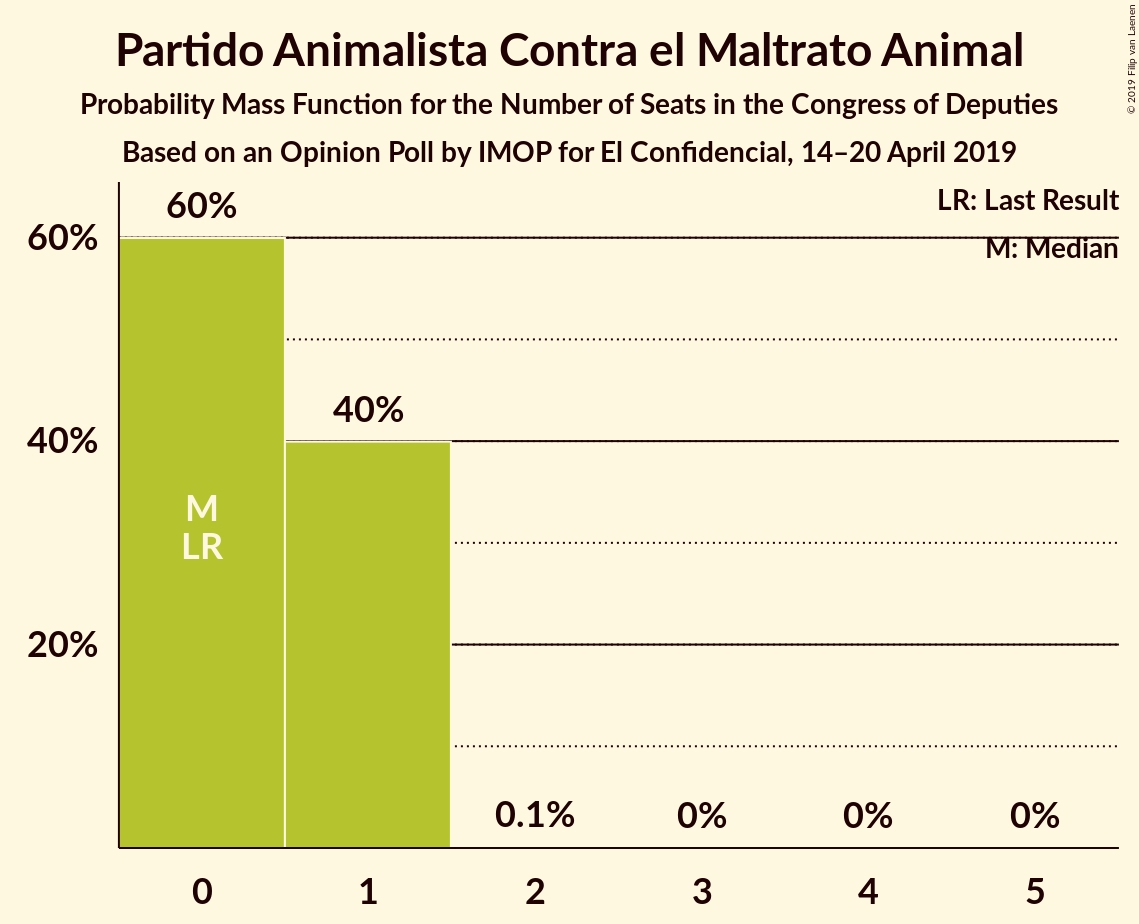 Partido Animalista Contra el Maltrato Animal
Probability Mass Function for the Number of Seats in the Congress of Deputies
Based on an Opinion Poll by IMOP for El Confidencial, 14–20 April 2019
© 2019 Filip van Laenen
LR: Last Result
M: Median
60%
40%
20%
60%
40%
0.1%
0%
0%
0%
M
LR
0
1
2
3
4
5